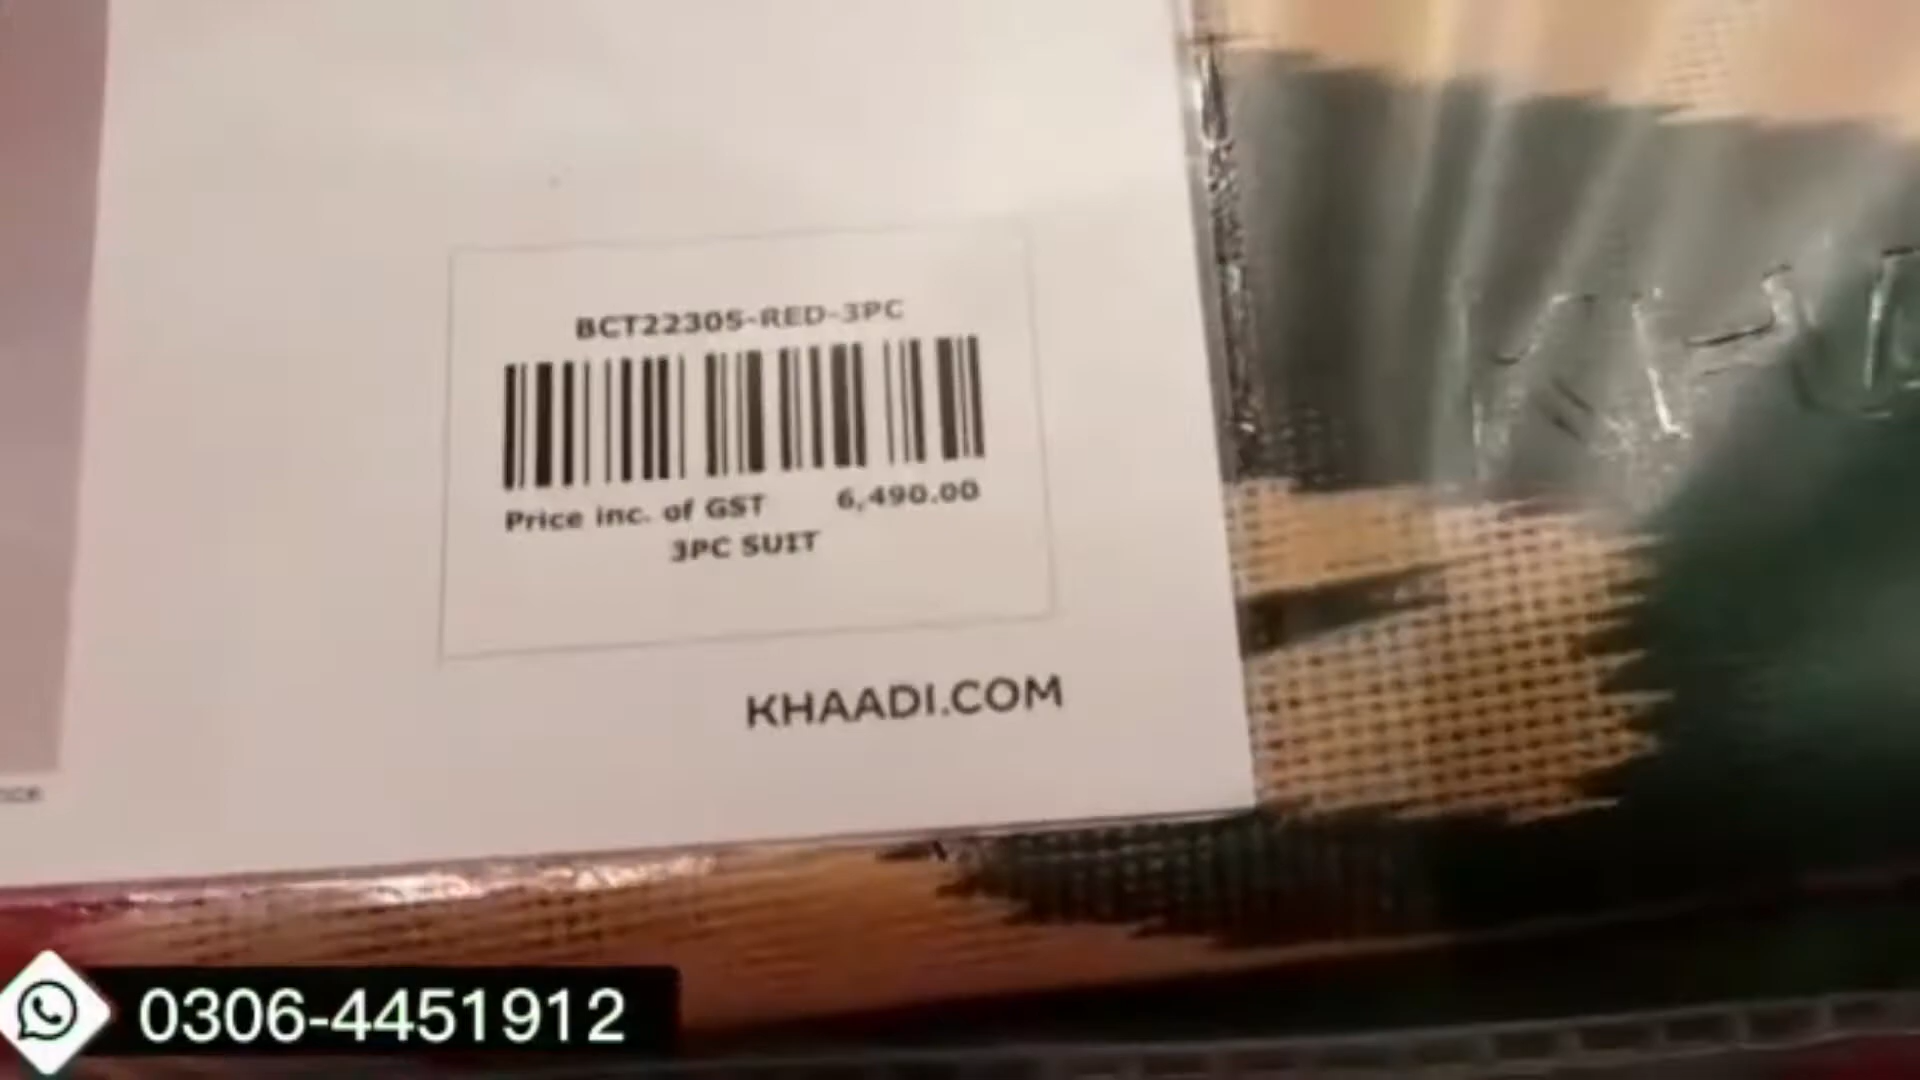 BCT22305-RED-3PC
Price inc. of GST 6,490.00
3PC SUIT
KHAADI.COM
0306-4451912